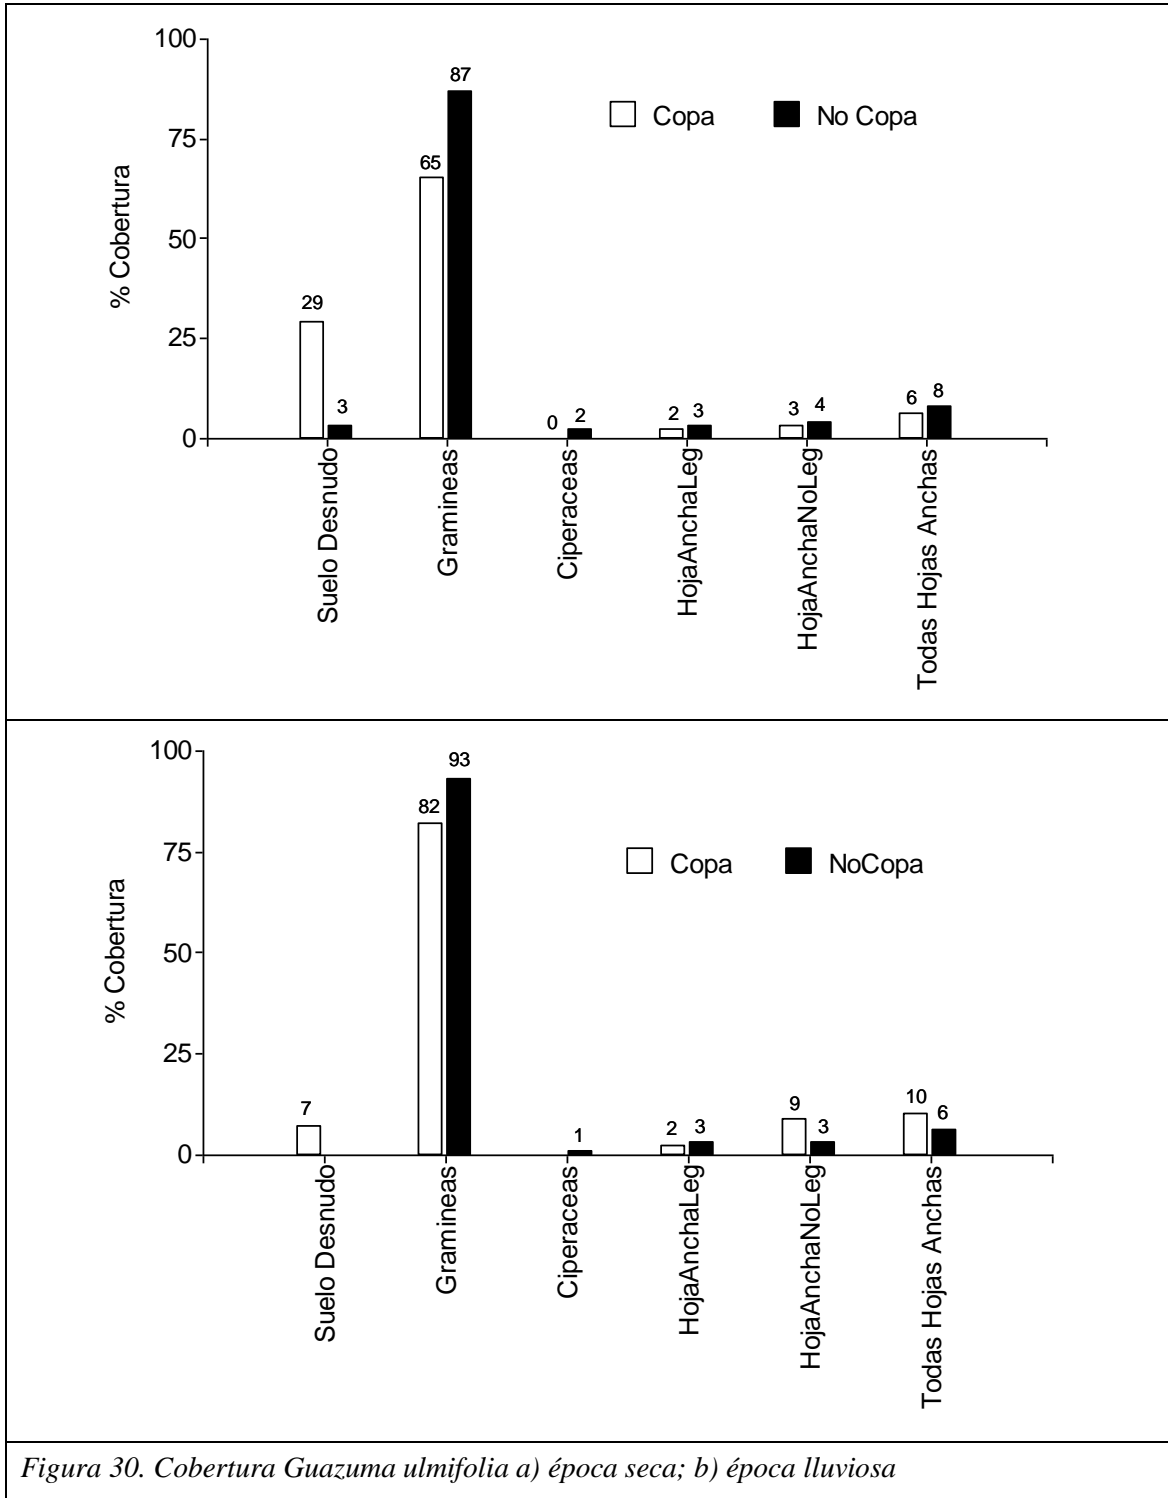 100
87
Copa
No Copa
75
65
% Cobertura
50
29
25
3
0
2
2
3
3
4
6
8
0
Suelo Desnudo
Gramineas
Ciperaceas
HojaAnchaLeg
HojaAnchaNoLeg
Todas Hojas Anchas
100
93
82
Copa
NoCopa
75
% Cobertura
50
25
7
1
2
3
9
3
10
6
0
Suelo Desnudo
Gramineas
Ciperaceas
HojaAnchaLeg
HojaAnchaNoLeg
Todas Hojas Anchas
Figura 30. Cobertura Guazuma ulmifolia a) época seca; b) época lluviosa